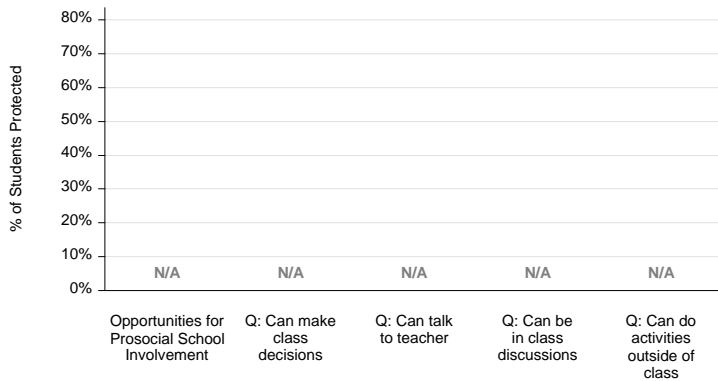 % of Students Protected
80%
70%
60%
50%
40%
30%
20%
10%
0%
N/A
N/A
N/A
N/A
N/A
Opportunities for
Prosocial School
Involvement
Q: Can make
class
decisions
Q: Can talk
to teacher
Q: Can be
in class
discussions
Q: Can do
activities
outside of
class